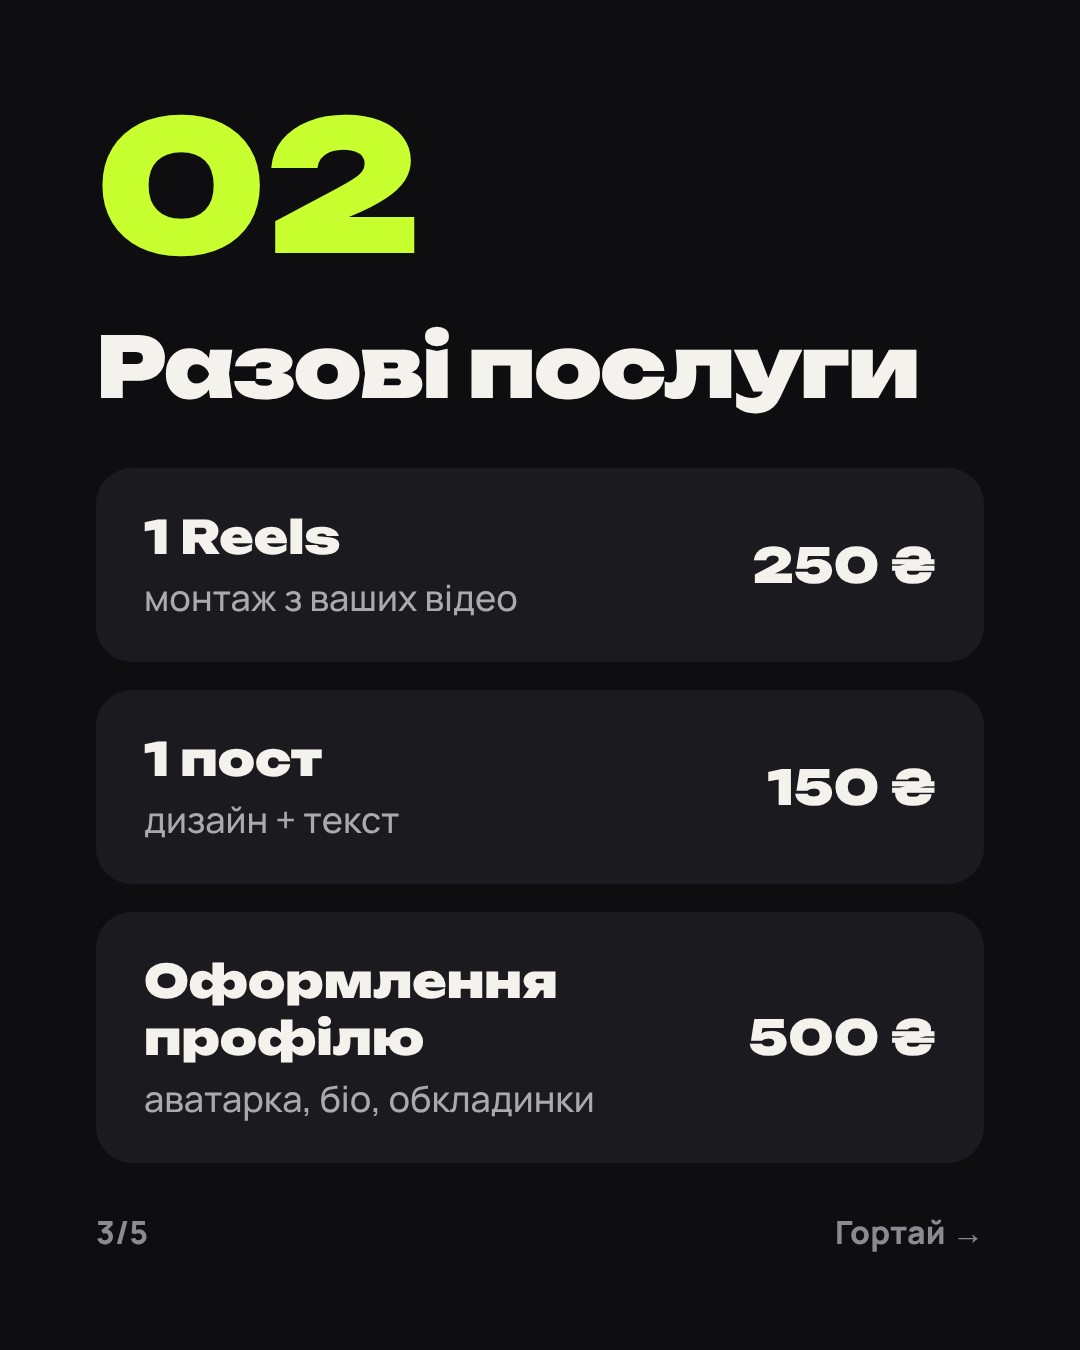 02
Разові послуги
1 Reels
монтаж з ваших відео
250 ₴
1 пост
дизайн + текст
150 ₴
Оформлення
профілю
аватарка, біо, обкладинки
500 ₴
3/5
Гортай →